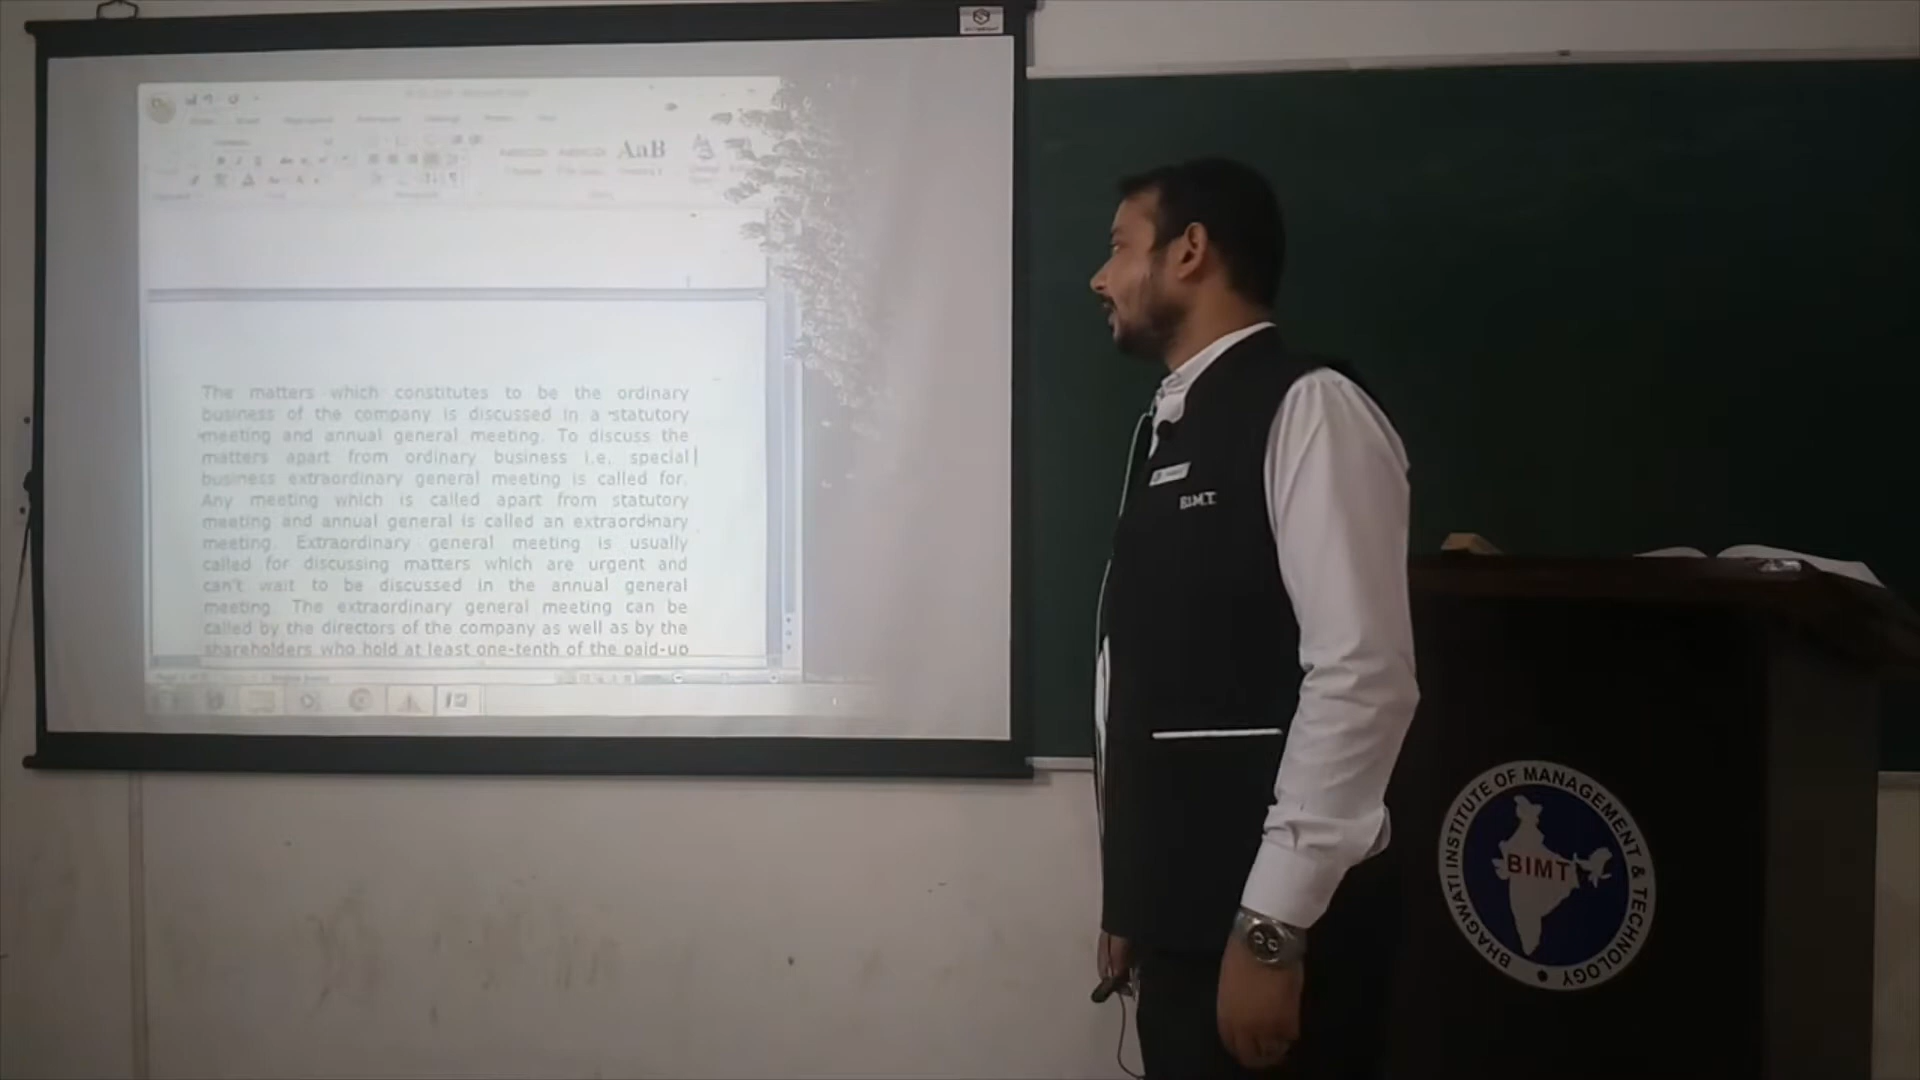 AaB
The matters which constitutes to be the ordinary
business of the company is discussed in a statutory
meeting and annual general meeting. To discuss the
matters apart from ordinary business i.e. special
business extraordinary general meeting is called for.
Any meeting which is called apart from statutory
meeting and annual general is called an extraordinary
meeting. Extraordinary general meeting is usually
called for discussing matters which are urgent and
can't wait to be discussed in the annual general
meeting. The extraordinary general meeting can be
called by the directors of the company as well as by the
shareholders who hold at least one-tenth of the paid-up
B.I.M.T.
BHAGWATI INSTITUTE OF MANAGEMENT & TECHNOLOGY
BIMT